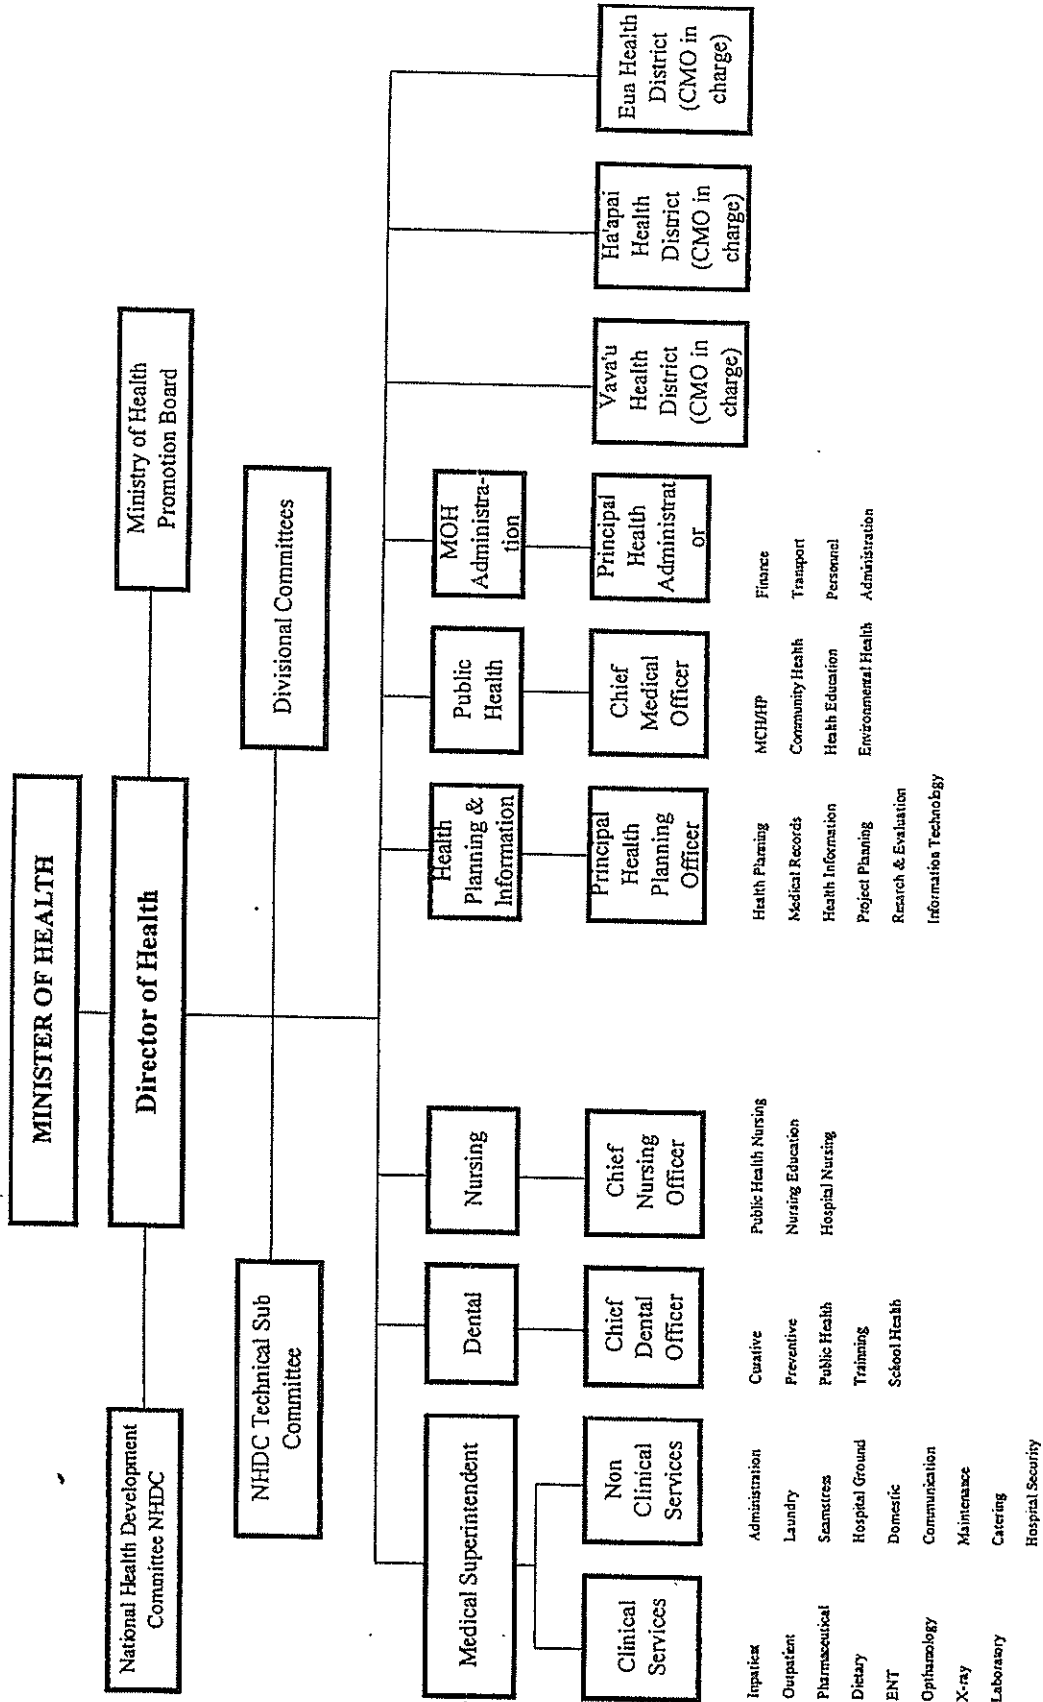 MINISTER OF HEALTH
Director of Health
National Health Development
Committee NHDC
Ministry of Health
Promotion Board
NHDC Technical Sub
Committee
Divisional Committees
Medical Superintendent
Clinical
Services
Inpatient
Outpatient
Pharmaceutical
Dietary
ENT
Opthamology
X-ray
Laboratory
Non
Clinical
Services
Administration
Laundry
Seamstress
Hospital Ground
Domestic
Communication
Maintenance
Catering
Hospital Security
Dental
Chief
Dental
Officer
Curative
Preventive
Public Health
Trainning
School Health
Nursing
Chief
Nursing
Officer
Public Health Nursing
Nursing Education
Hospital Nursing
Health
Planning &
Information
Principal
Health
Planning
Officer
Health Planning
Medical Records
Health Information
Project Planning
Resarch & Evaluation
Information Technology
Public
Health
Chief
Medical
Officer
MCH/HP
Community Health
Health Education
Environmental Health
MOH
Administra-
tion
Principal
Health
Administrat
or
Finance
Transport
Personnel
Administration
Vava'u
Health
District
(CMO in
charge)
Ha'apai
Health
District
(CMO in
charge)
Eua Health
District
(CMO in
charge)